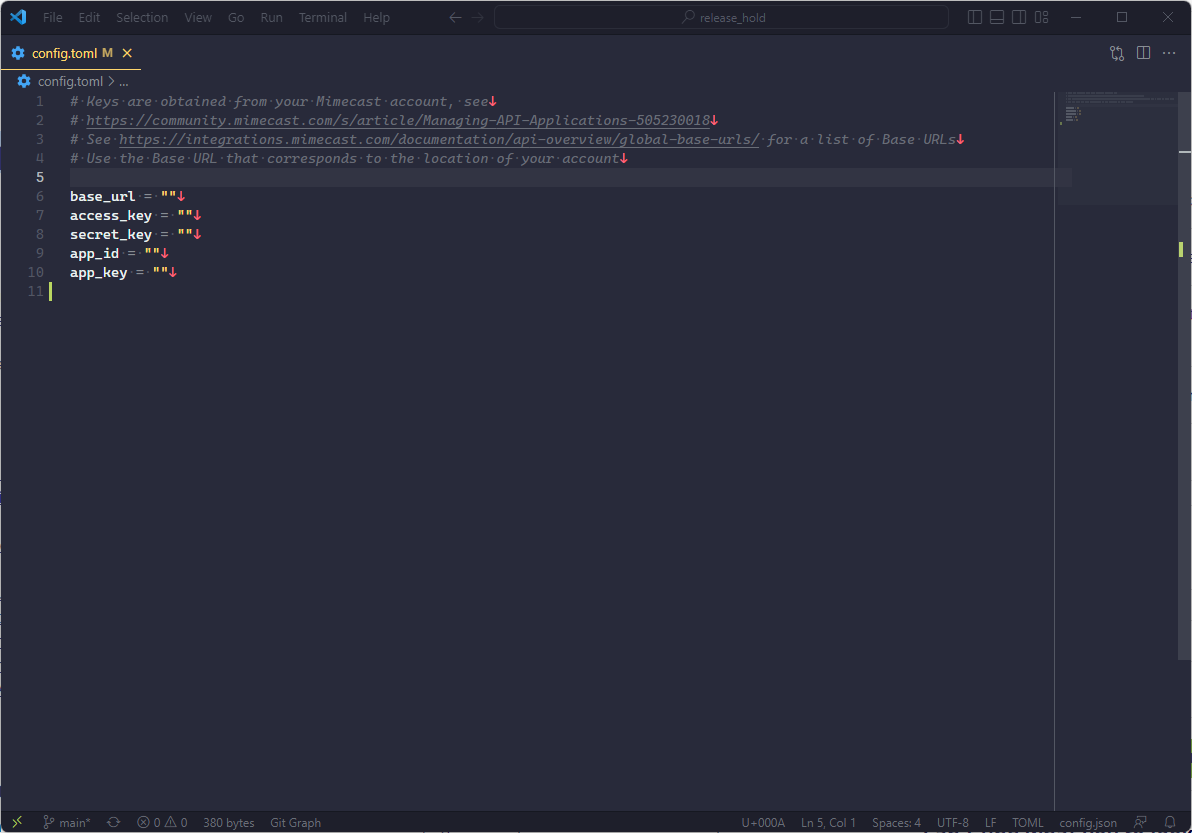 File Edit Selection View Go Run Terminal Help release_hold
config.toml M
config.toml > ...
1 # Keys are obtained from your Mimecast account, see↓
2 # https://community.mimecast.com/s/article/Managing-API-Applications-505230018↓
3 # See https://integrations.mimecast.com/documentation/api-overview/global-base-urls/ for a list of Base URLs↓
4 # Use the Base URL that corresponds to the location of your account↓
5
6 base_url = ""↓
7 access_key = ""↓
8 secret_key = ""↓
9 app_id = ""↓
10 app_key = ""↓
11
main* 0 0 380 bytes Git Graph U+000A Ln 5, Col 1 Spaces: 4 UTF-8 LF TOML config.json